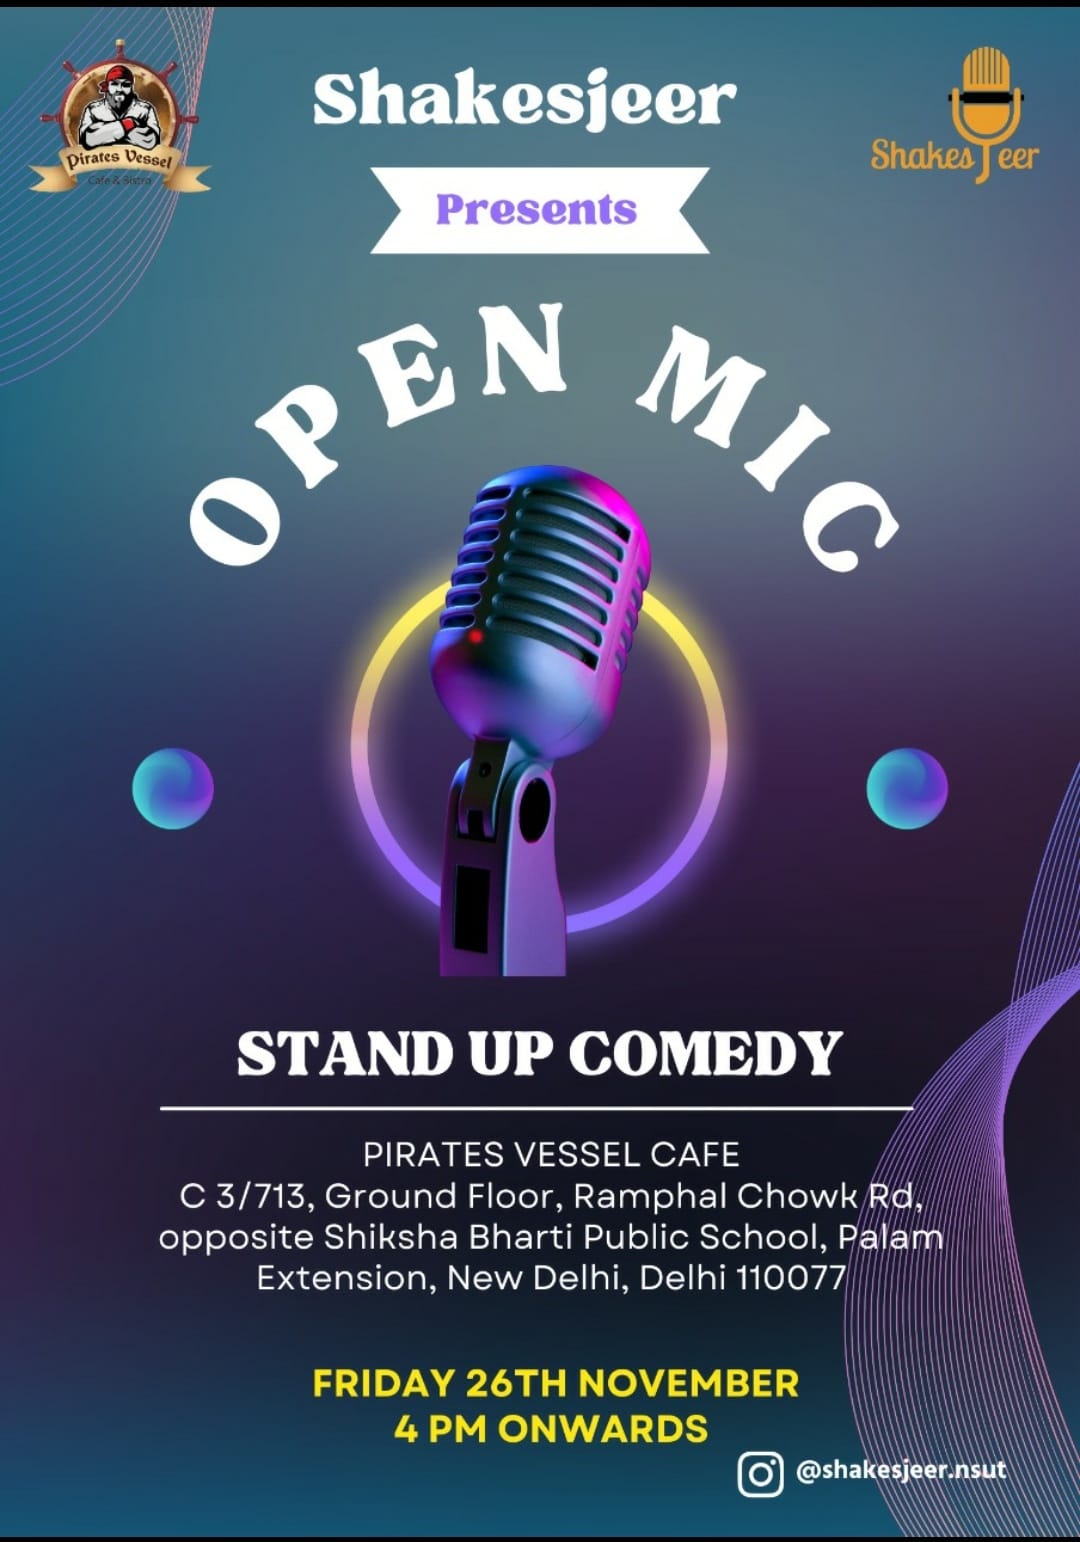 Pirates Vessel
Cafe & Bistro
Shakesjeer
ShakesJeer
Presents
OPEN MIC
STAND UP COMEDY
PIRATES VESSEL CAFE
C 3/713, Ground Floor, Ramphal Chowk Rd,
opposite Shiksha Bharti Public School, Palam
Extension, New Delhi, Delhi 110077
FRIDAY 26TH NOVEMBER
4 PM ONWARDS
@shakesjeer.nsut